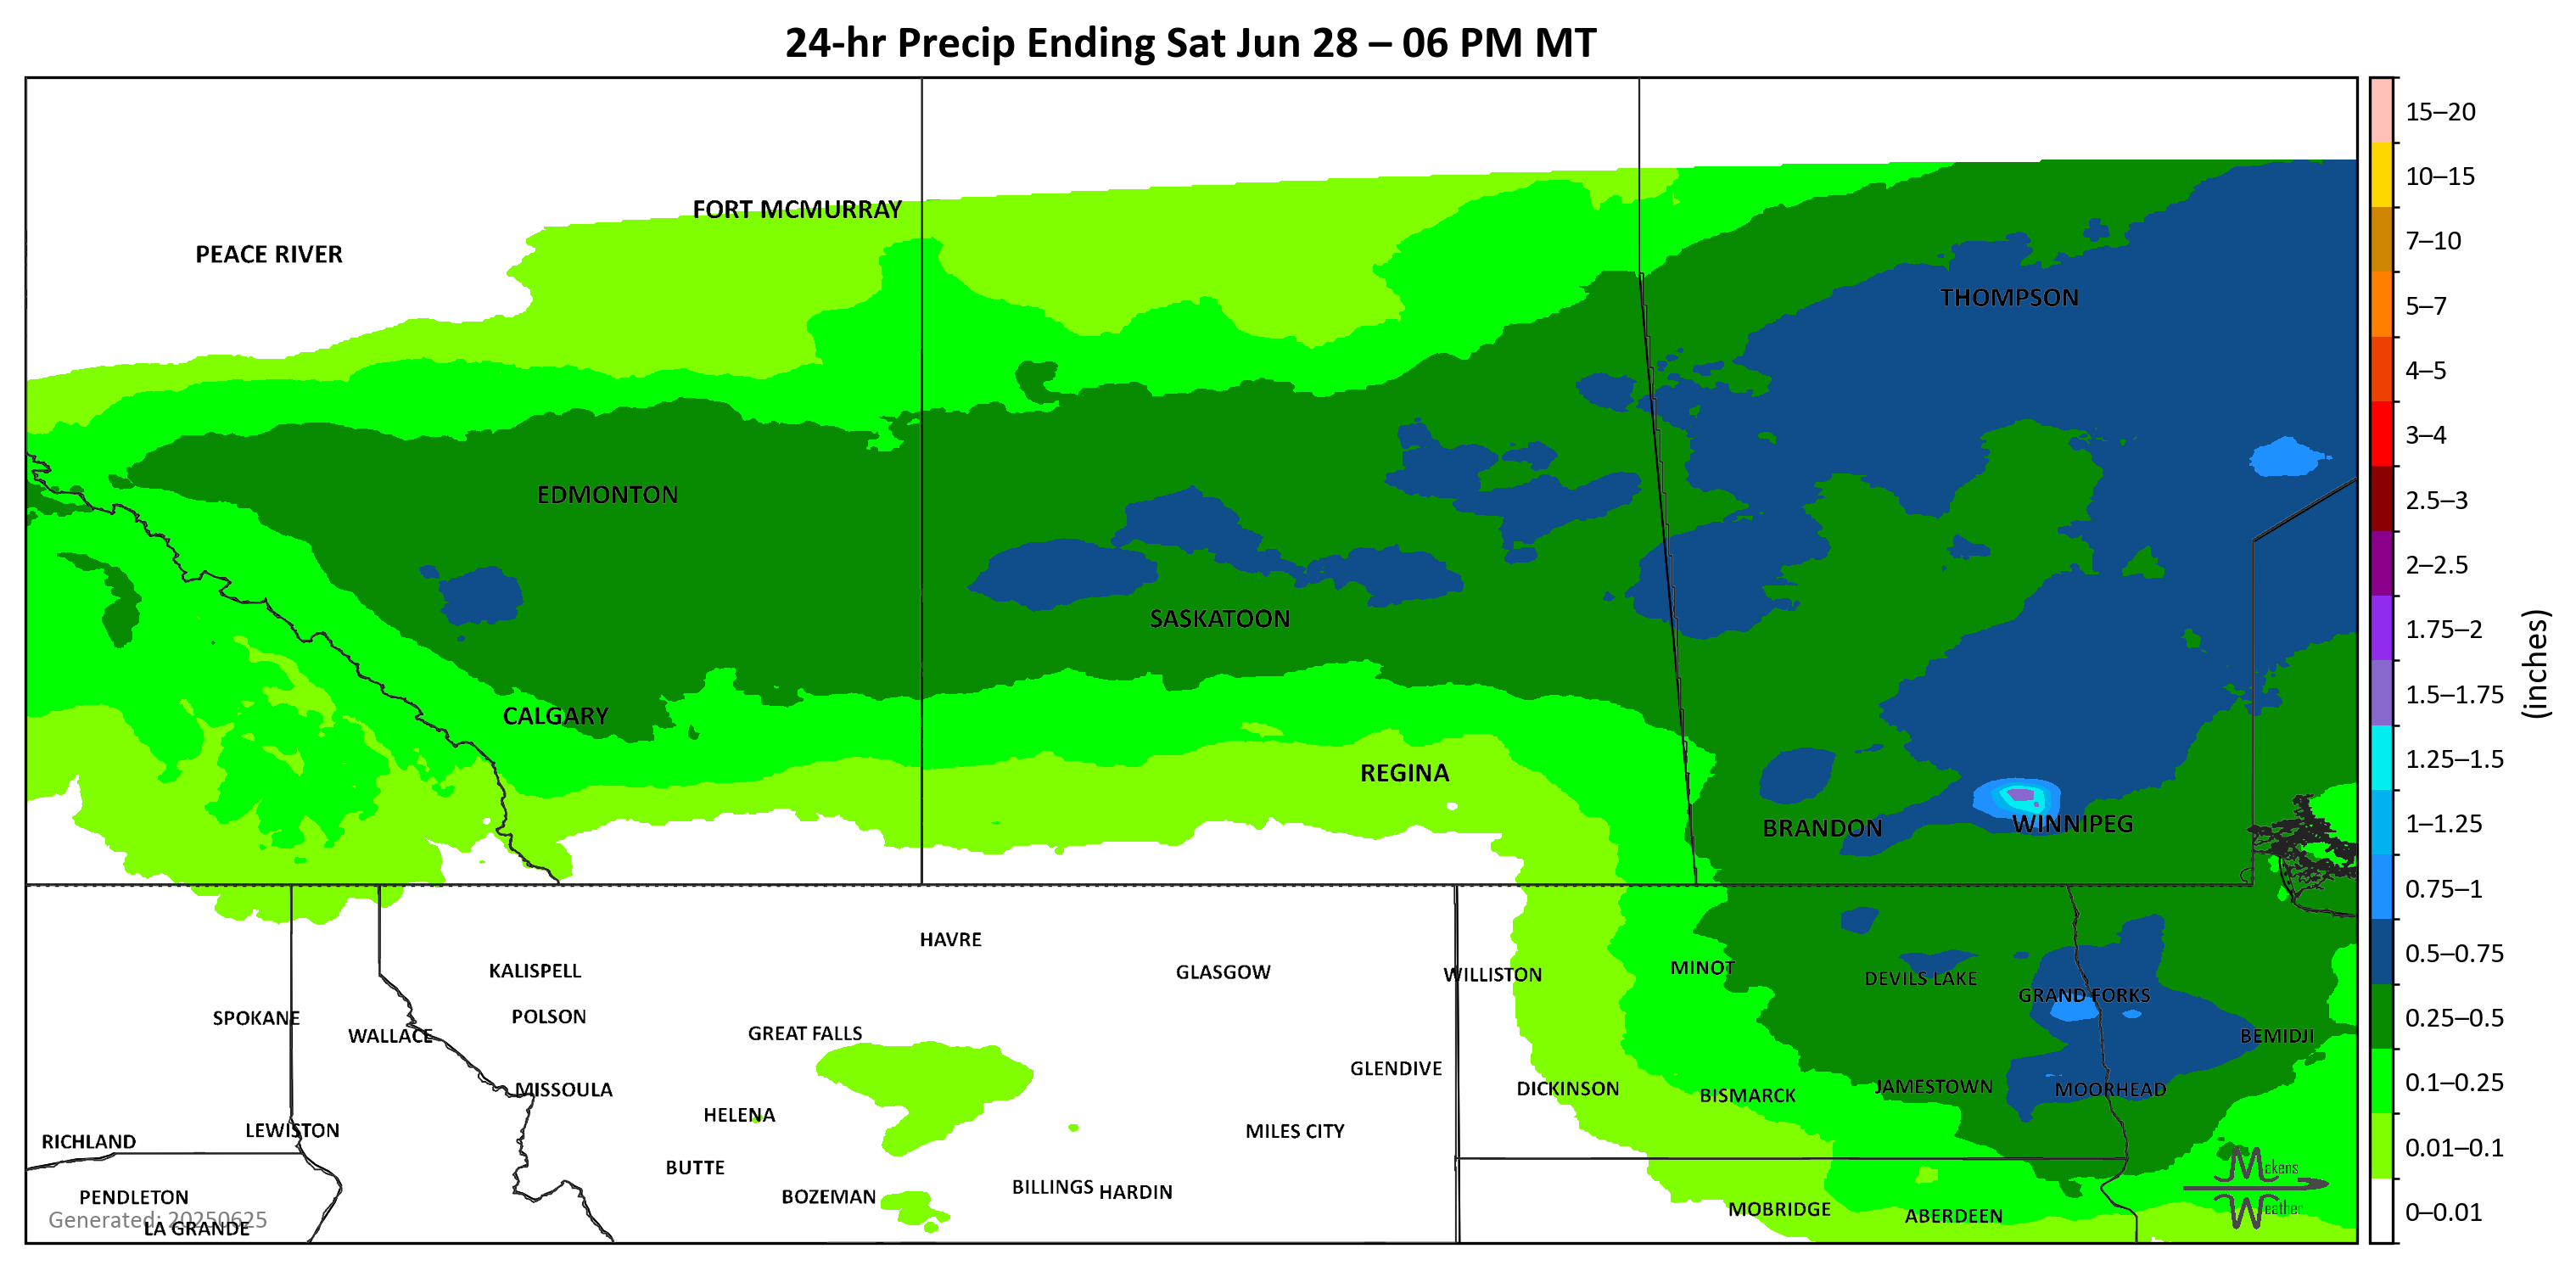 24-hr Precip Ending Sat Jun 28 – 06 PM MT
FORT MCMURRAY
PEACE RIVER
THOMPSON
EDMONTON
SASKATOON
CALGARY
REGINA
BRANDON
WINNIPEG
HAVRE
KALISPELL
GLASGOW
WILLISTON
MINOT
DEVILS LAKE
GRAND FORKS
SPOKANE
POLSON
WALLACE
GREAT FALLS
BEMIDJI
GLENDIVE
MISSOULA
DICKINSON
BISMARCK
JAMESTOWN
MOORHEAD
HELENA
RICHLAND
LEWISTON
MILES CITY
BUTTE
PENDLETON
BOZEMAN
BILLINGS
HARDIN
MOBRIDGE
ABERDEEN
Generated: 20250625
LA GRANDE
Makens
Weather
15–20
10–15
7–10
5–7
4–5
3–4
2.5–3
2–2.5
1.75–2
1.5–1.75
1.25–1.5
1–1.25
0.75–1
0.5–0.75
0.25–0.5
0.1–0.25
0.01–0.1
0–0.01
(inches)